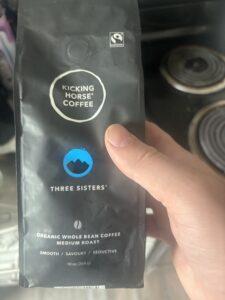 KICKING
HORSE®
COFFEE
THREE SISTERS®
ORGANIC WHOLE BEAN COFFEE
MEDIUM ROAST
SMOOTH / SAVOURY / SEDUCTIVE